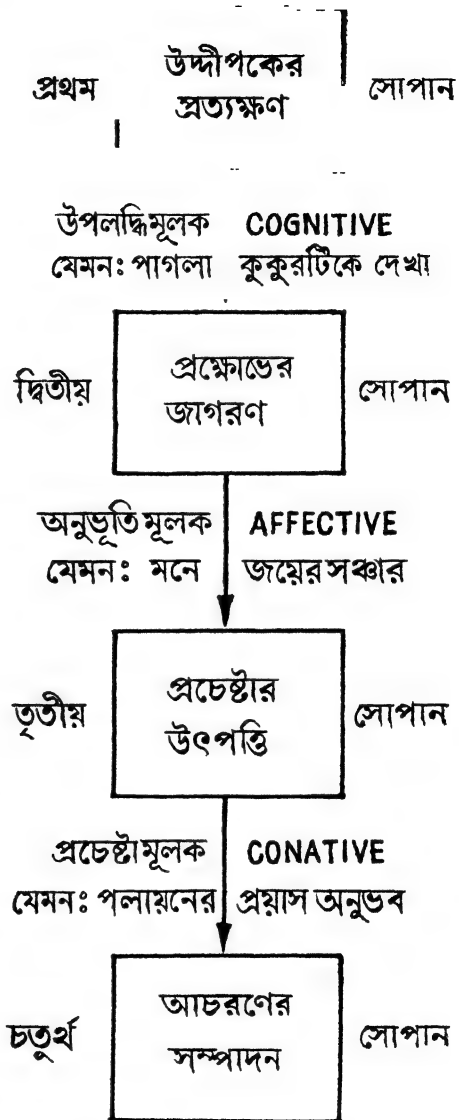 উদ্দীপকের
প্রথম প্রত্যক্ষণ সোপান
উপলদ্ধিমূলক COGNITIVE
যেমন: পাগলা কুকুরটিকে দেখা
প্রক্ষোভের
দ্বিতীয় জাগরণ সোপান
অনুভূতিমূলক AFFECTIVE
যেমন: মনে জয়ের সঞ্চার
প্রচেষ্টার
তৃতীয় উৎপত্তি সোপান
প্রচেষ্টামূলক CONATIVE
যেমন: পলায়নের প্রয়াস অনুভব
আচরণের
চতুর্থ সম্পাদন সোপান